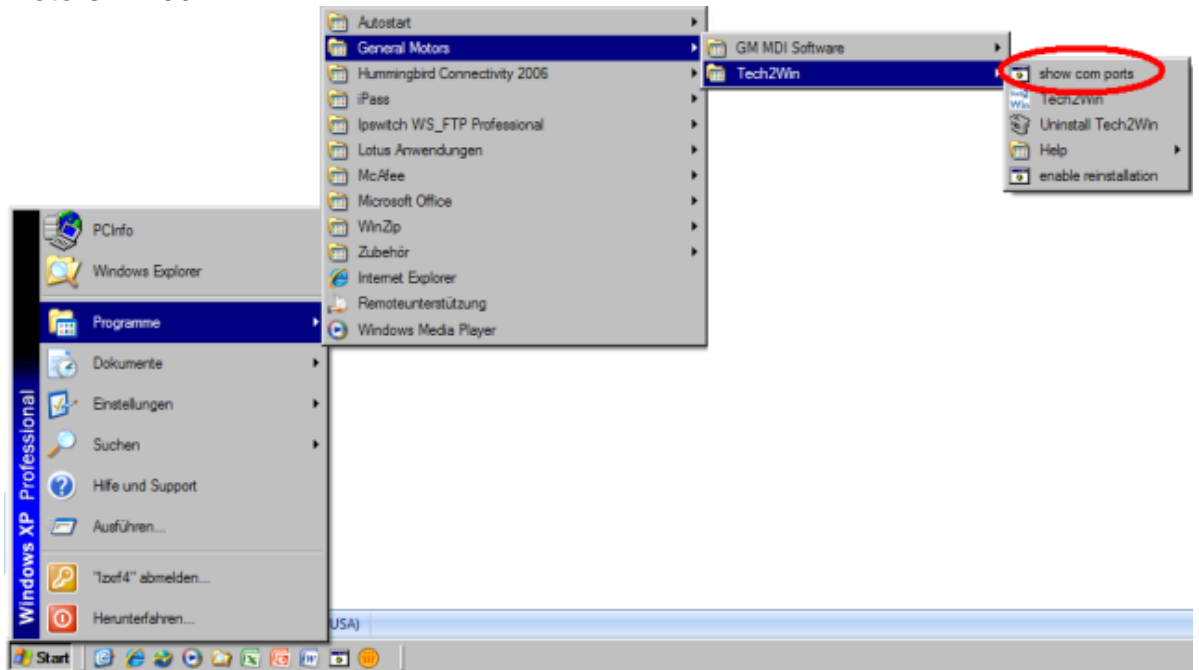 Autostart
General Motors
Hummingbird Connectivity 2006
iPass
Ipswitch WS_FTP Professional
Lotus Anwendungen
McAfee
Microsoft Office
WinZip
Zubehör
Internet Explorer
Remoteunterstützung
Windows Media Player
GM MDI Software
Tech2Win
show com ports
Tech2Win
Uninstall Tech2Win
Help
enable reinstallation
PCInfo
Windows Explorer
Programme
Dokumente
Einstellungen
Suchen
Hilfe und Support
Ausführen...
"1zxf4" abmelden...
Herunterfahren...
Windows XP Professional
USA)
Start